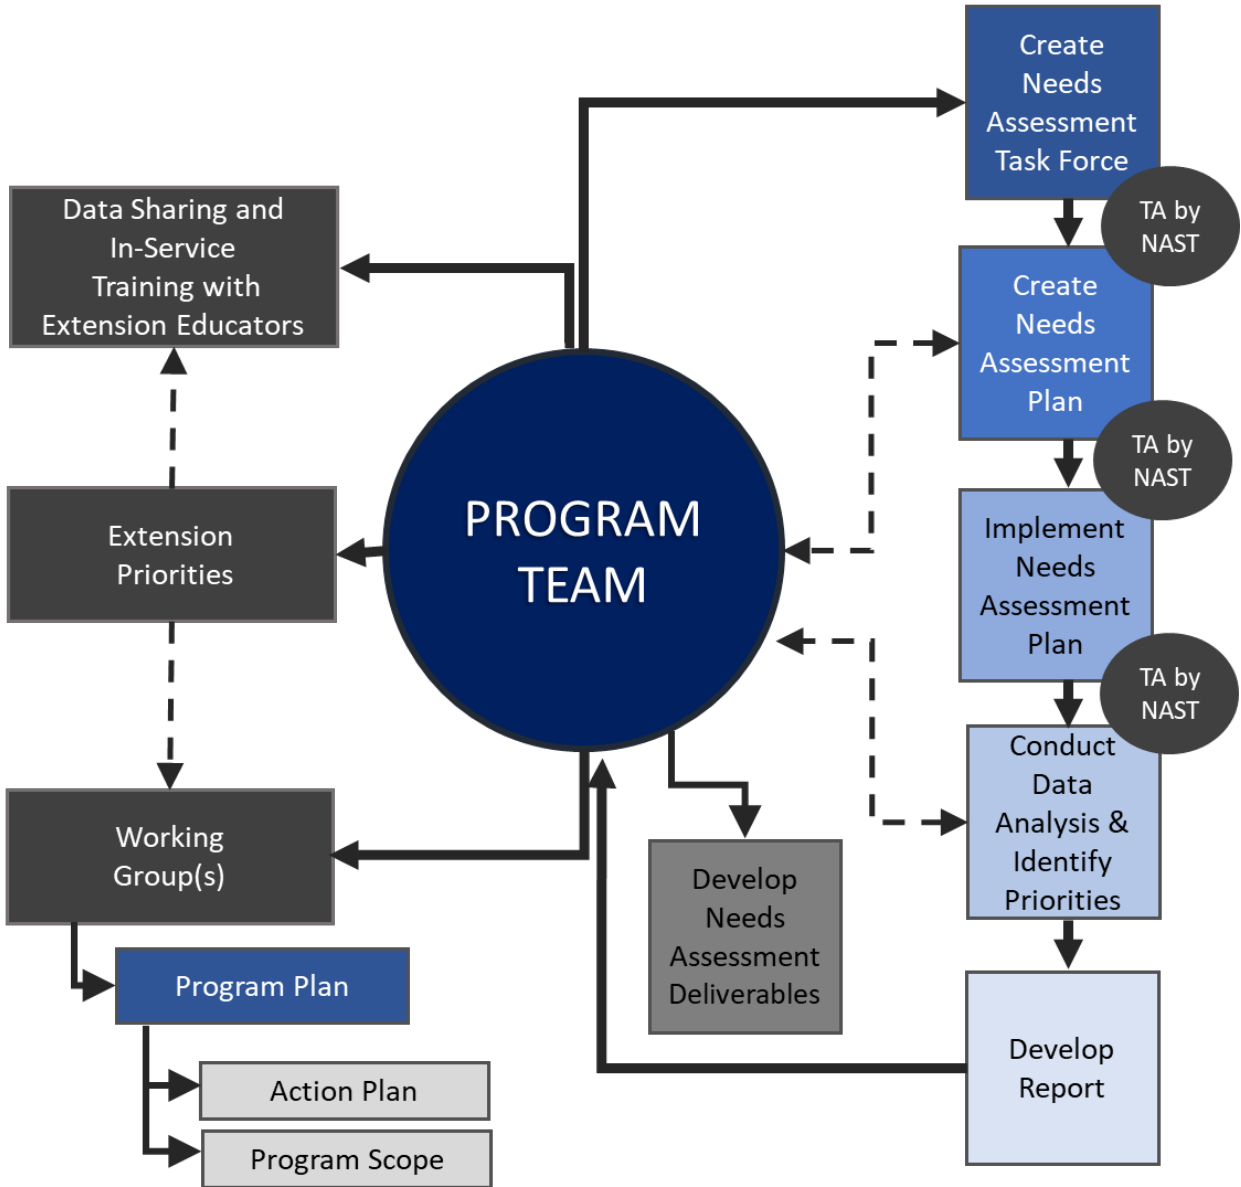 Create
Needs
Assessment
Task Force
TA by
NAST
Data Sharing and
In-Service
Training with
Extension Educators
Create
Needs
Assessment
Plan
TA by
NAST
PROGRAM
TEAM
Extension
Priorities
Implement
Needs
Assessment
Plan
TA by
NAST
Conduct
Data
Analysis &
Identify
Priorities
Working
Group(s)
Develop
Needs
Assessment
Deliverables
Program Plan
Develop
Report
Action Plan
Program Scope